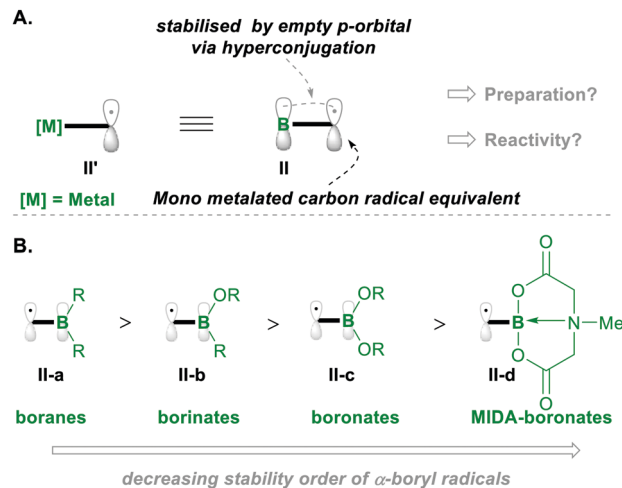 A.
stabilised by empty p-orbital
via hyperconjugation
[M]
II'
B
II
Preparation?
Reactivity?
[M] = Metal
Mono metalated carbon radical equivalent
B.
R
B
R
II-a
boranes
>
OR
B
R
II-b
borinates
>
OR
B
OR
II-c
boronates
>
O
O
B
N
Me
O
O
II-d
MIDA-boronates
decreasing stability order of α-boryl radicals